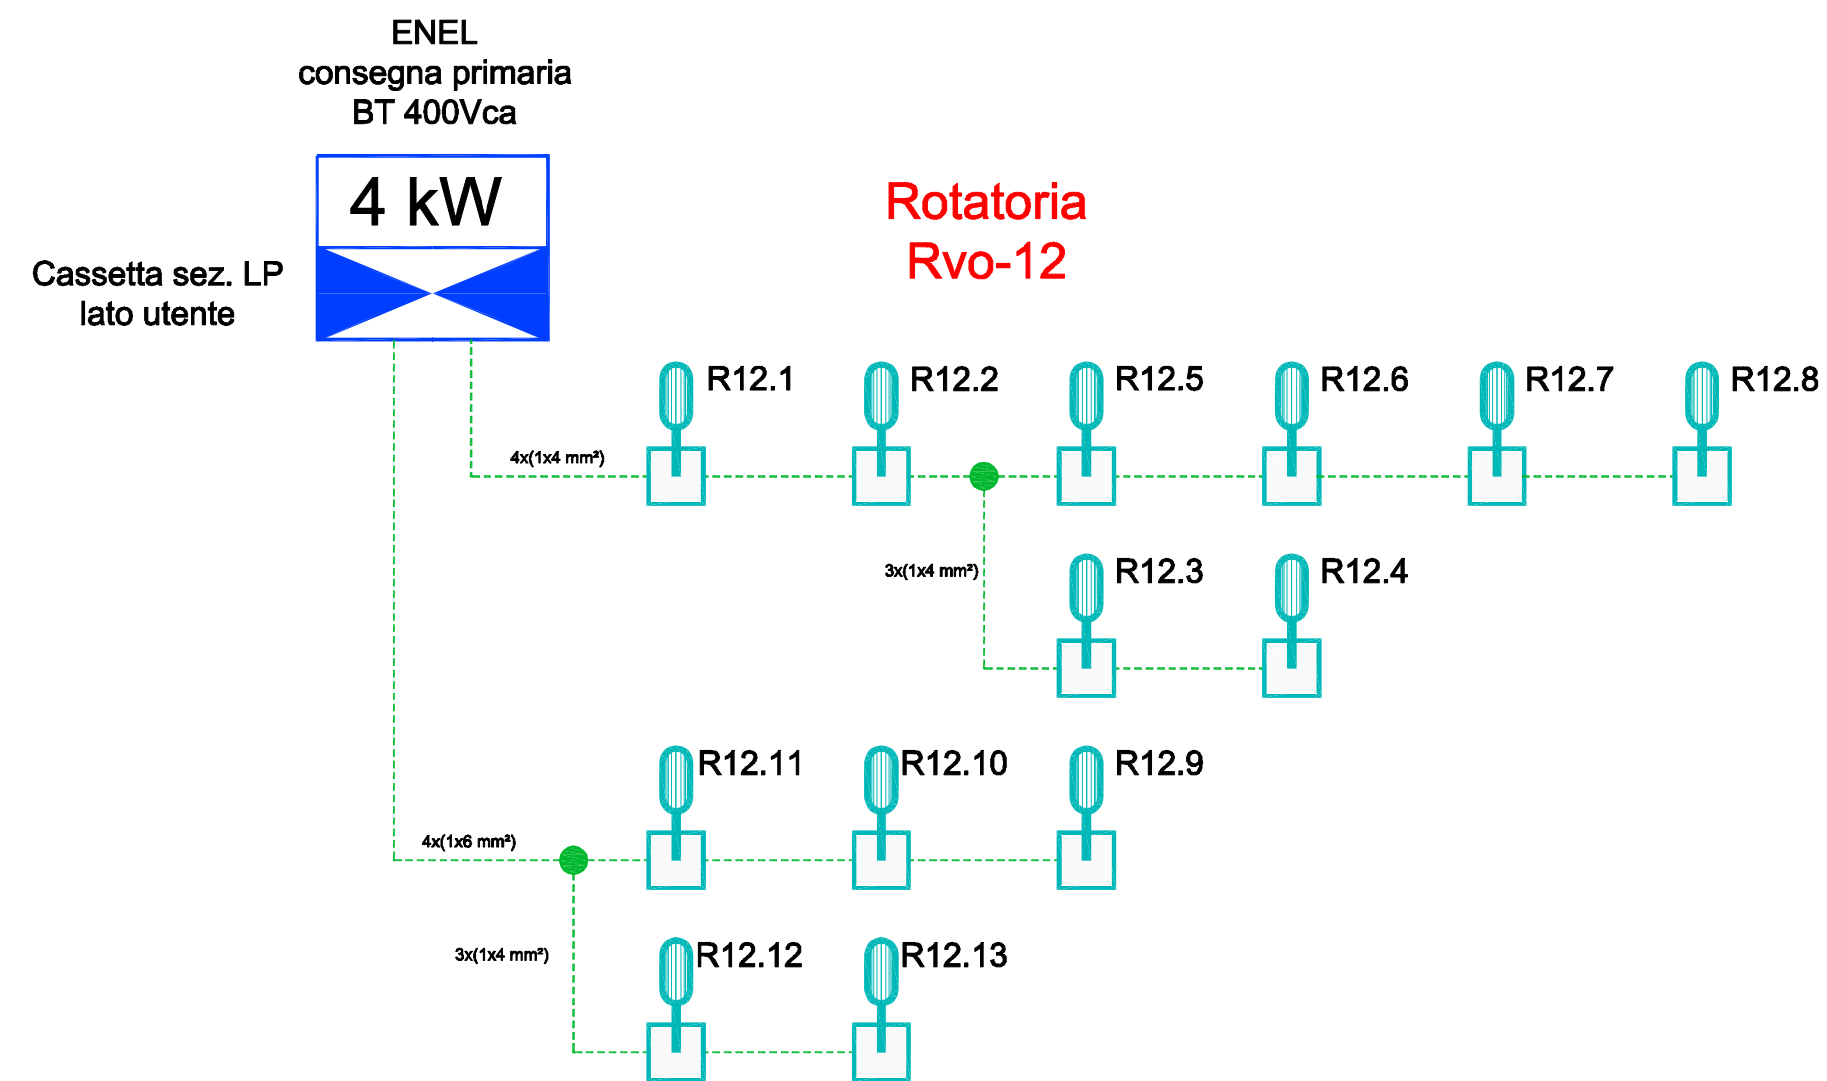 ENEL
consegna primaria
BT 400Vca
4 kW
Cassetta sez. LP
lato utente
Rotatoria
Rvo-12
R12.1
R12.2
R12.5
R12.6
R12.7
R12.8
4x(1x4 mm²)
3x(1x4 mm²)
R12.3
R12.4
R12.11
R12.10
R12.9
4x(1x6 mm²)
3x(1x4 mm²)
R12.12
R12.13